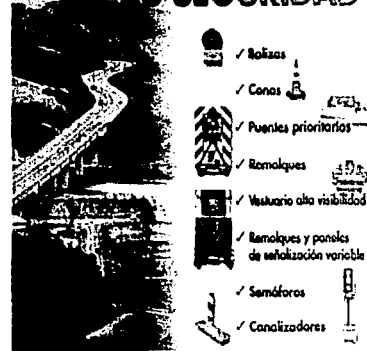 SEGURIDAD
✓ Balizas
✓ Conos
✓ Puentes prioritarios
✓ Remolques
✓ Vestuario alta visibilidad
✓ Remolques y paneles
de señalización variable
✓ Semáforos
✓ Canalizadores